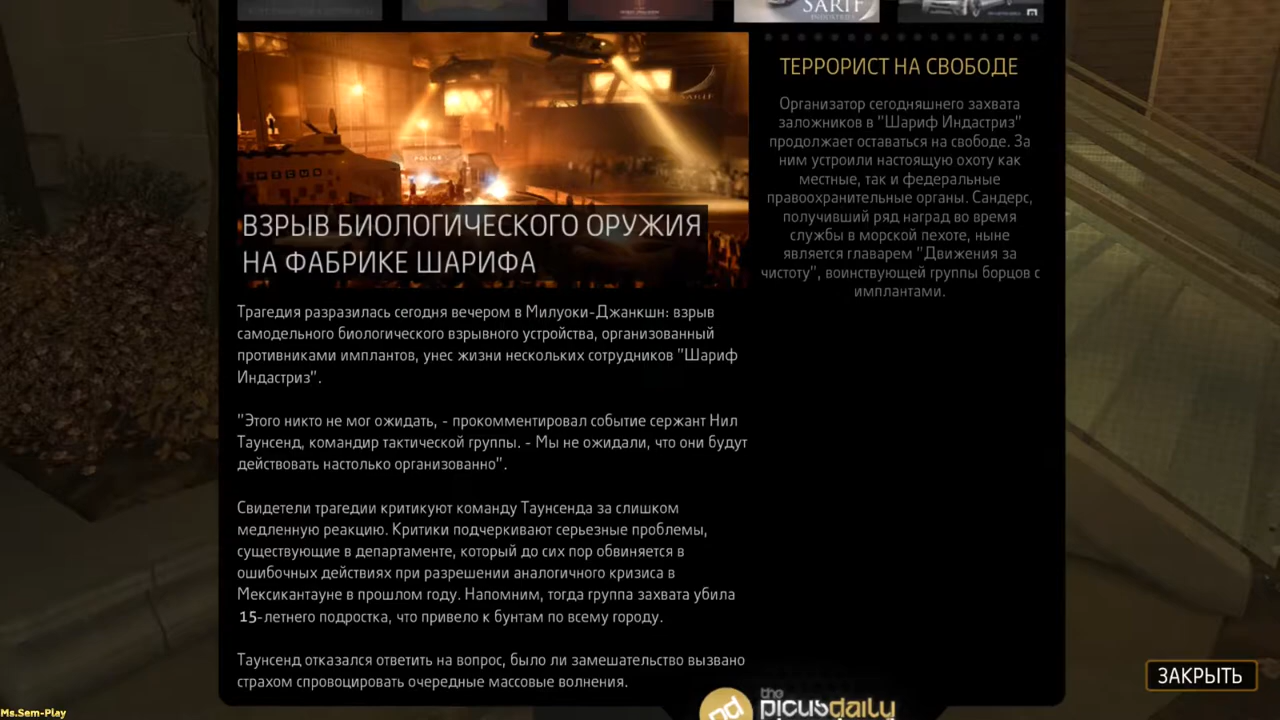 SARIF
INDUSTRIES
SARIF
POLICE
PICUS
ВЗРЫВ БИОЛОГИЧЕСКОГО ОРУЖИЯ
НА ФАБРИКЕ ШАРИФА
Трагедия разразилась сегодня вечером в Милуоки-Джанкшн: взрыв
самодельного биологического взрывного устройства, организованный
противниками имплантов, унес жизни нескольких сотрудников "Шариф
Индастриз".
"Этого никто не мог ожидать, - прокомментировал событие сержант Нил
Таунсенд, командир тактической группы. - Мы не ожидали, что они будут
действовать настолько организованно".
Свидетели трагедии критикуют команду Таунсенда за слишком
медленную реакцию. Критики подчеркивают серьезные проблемы,
существующие в департаменте, который до сих пор обвиняется в
ошибочных действиях при разрешении аналогичного кризиса в
Мексикантауне в прошлом году. Напомним, тогда группа захвата убила
15-летнего подростка, что привело к бунтам по всему городу.
Таунсенд отказался ответить на вопрос, было ли замешательство вызвано
страхом спровоцировать очередные массовые волнения.
ТЕРРОРИСТ НА СВОБОДЕ
Организатор сегодняшнего захвата
заложников в "Шариф Индастриз"
продолжает оставаться на свободе. За
ним устроили настоящую охоту как
местные, так и федеральные
правоохранительные органы. Сандерс,
получивший ряд наград во время
службы в морской пехоте, ныне
является главарем "Движения за
чистоту", воинствующей группы борцов с
имплантами.
ЗАКРЫТЬ
pd
the
picusdaily
Ms.Sem-Play